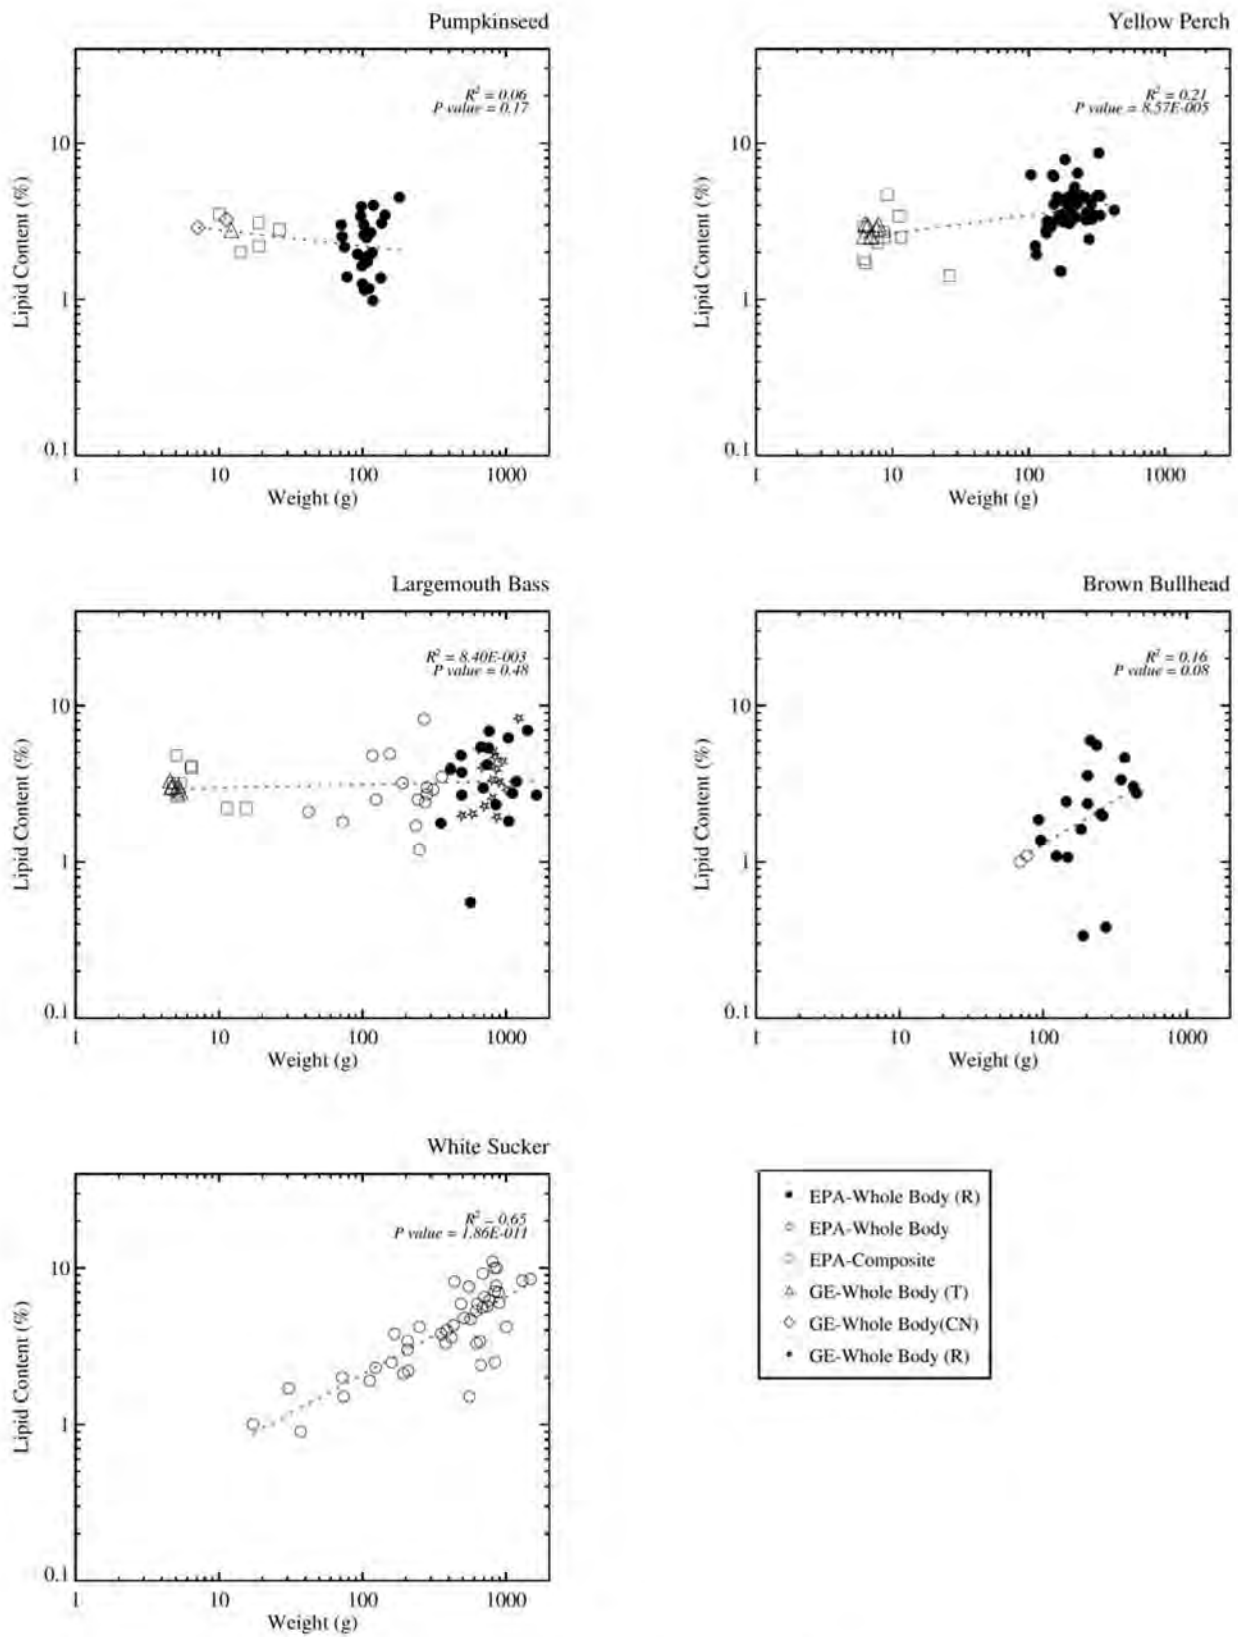 Pumpkinseed
R² = 0.06
P value = 0.17
10
1
0.1
Lipid Content (%)
1 10 100 1000
Weight (g)
Yellow Perch
R² = 0.21
P value = 8.57E-005
10
1
0.1
Lipid Content (%)
1 10 100 1000
Weight (g)
Largemouth Bass
R² = 8.40E-003
P value = 0.48
10
1
0.1
Lipid Content (%)
1 10 100 1000
Weight (g)
Brown Bullhead
R² = 0.16
P value = 0.08
10
1
0.1
Lipid Content (%)
1 10 100 1000
Weight (g)
White Sucker
R² = 0.65
P value = 1.86E-011
10
1
0.1
Lipid Content (%)
1 10 100 1000
Weight (g)
EPA-Whole Body (R)
EPA-Whole Body
EPA-Composite
GE-Whole Body (T)
GE-Whole Body(CN)
GE-Whole Body (R)